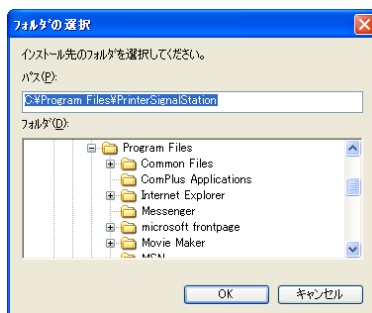 フォルダの選択
インストール先のフォルダを選択してください。
パス(P):
C:¥Program Files¥PrinterSignalStation
フォルダ(D):
Program Files
Common Files
ComPlus Applications
Internet Explorer
Messenger
microsoft frontpage
Movie Maker
MSN
OK キャンセル